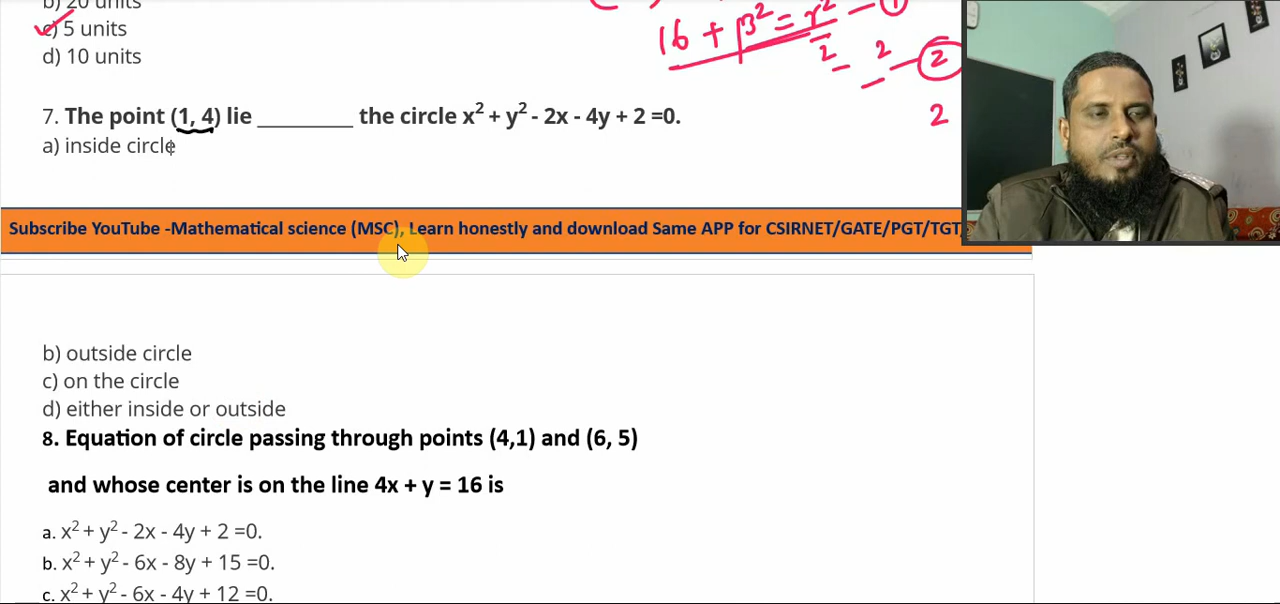 b) 20 units
c) 5 units
d) 10 units
16 + β² = r² - ①
2 2 - ②
2
7. The point (1, 4) lie ________ the circle x² + y² - 2x - 4y + 2 =0.
a) inside circle
Subscribe YouTube -Mathematical science (MSC), Learn honestly and download Same APP for CSIRNET/GATE/PGT/TGT
b) outside circle
c) on the circle
d) either inside or outside
8. Equation of circle passing through points (4,1) and (6, 5)
and whose center is on the line 4x + y = 16 is
a. x² + y² - 2x - 4y + 2 =0.
b. x² + y² - 6x - 8y + 15 =0.
c. x² + y² - 6x - 4y + 12 =0.